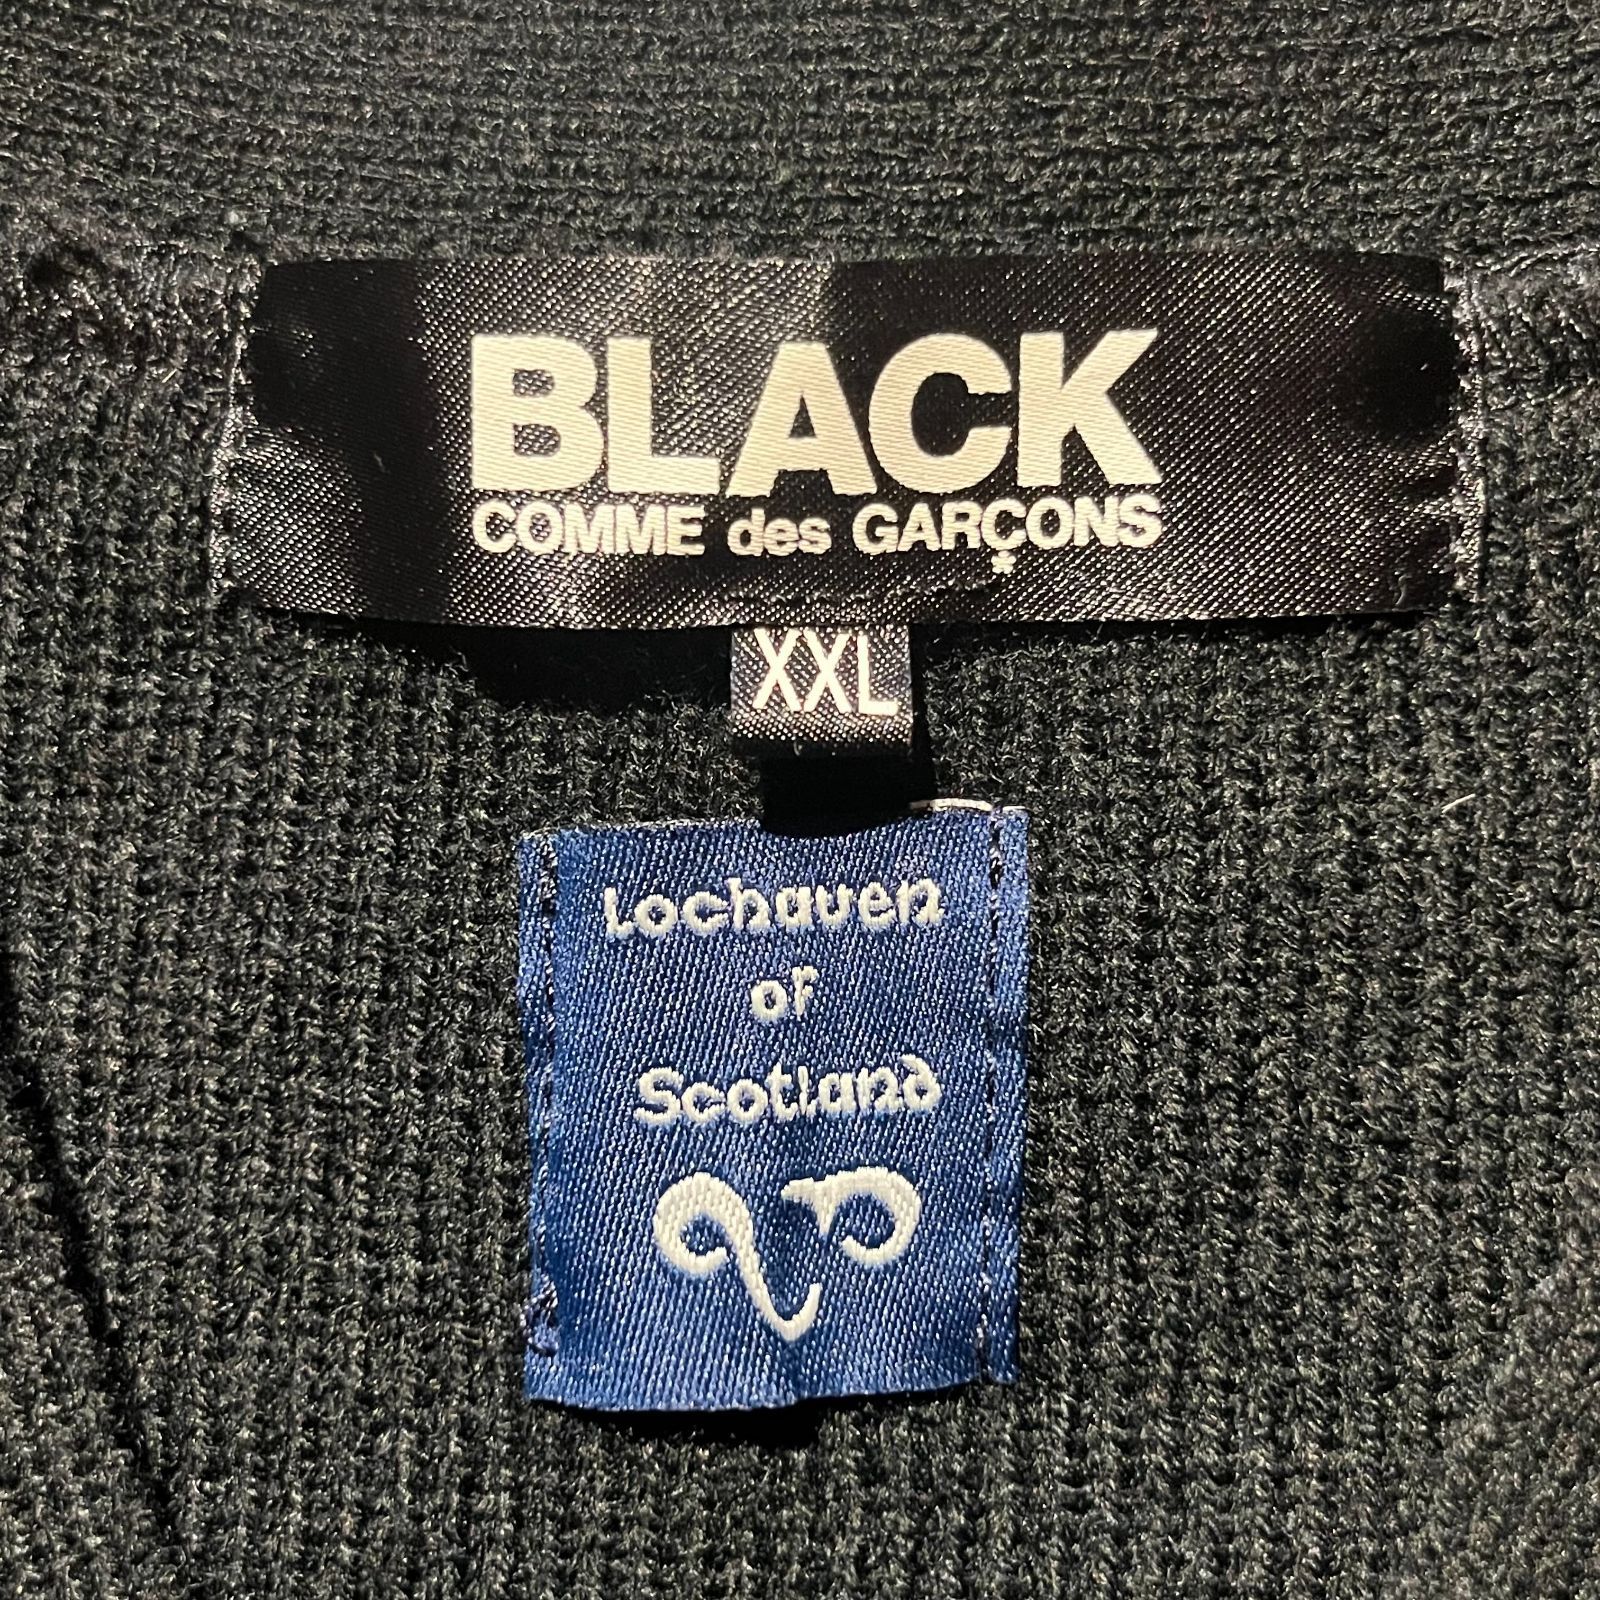 BLACK
COMME des GARÇONS
XXL
Lochaven
of
Scotland